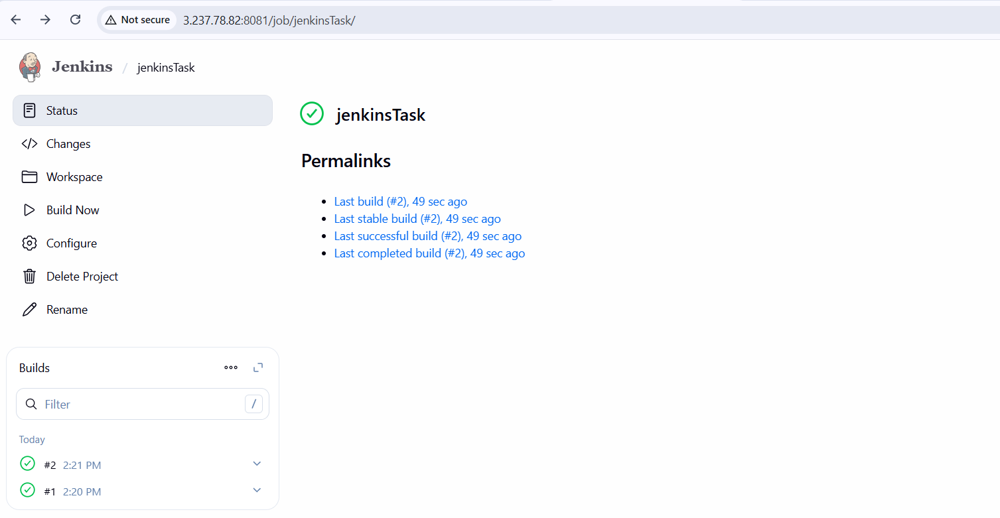 Not secure 3.237.78.82:8081/job/jenkinsTask/
Jenkins / jenkinsTask
Status
Changes
Workspace
Build Now
Configure
Delete Project
Rename
jenkinsTask
Permalinks
Last build (#2), 49 sec ago
Last stable build (#2), 49 sec ago
Last successful build (#2), 49 sec ago
Last completed build (#2), 49 sec ago
Builds
Filter /
Today
#2 2:21 PM
#1 2:20 PM